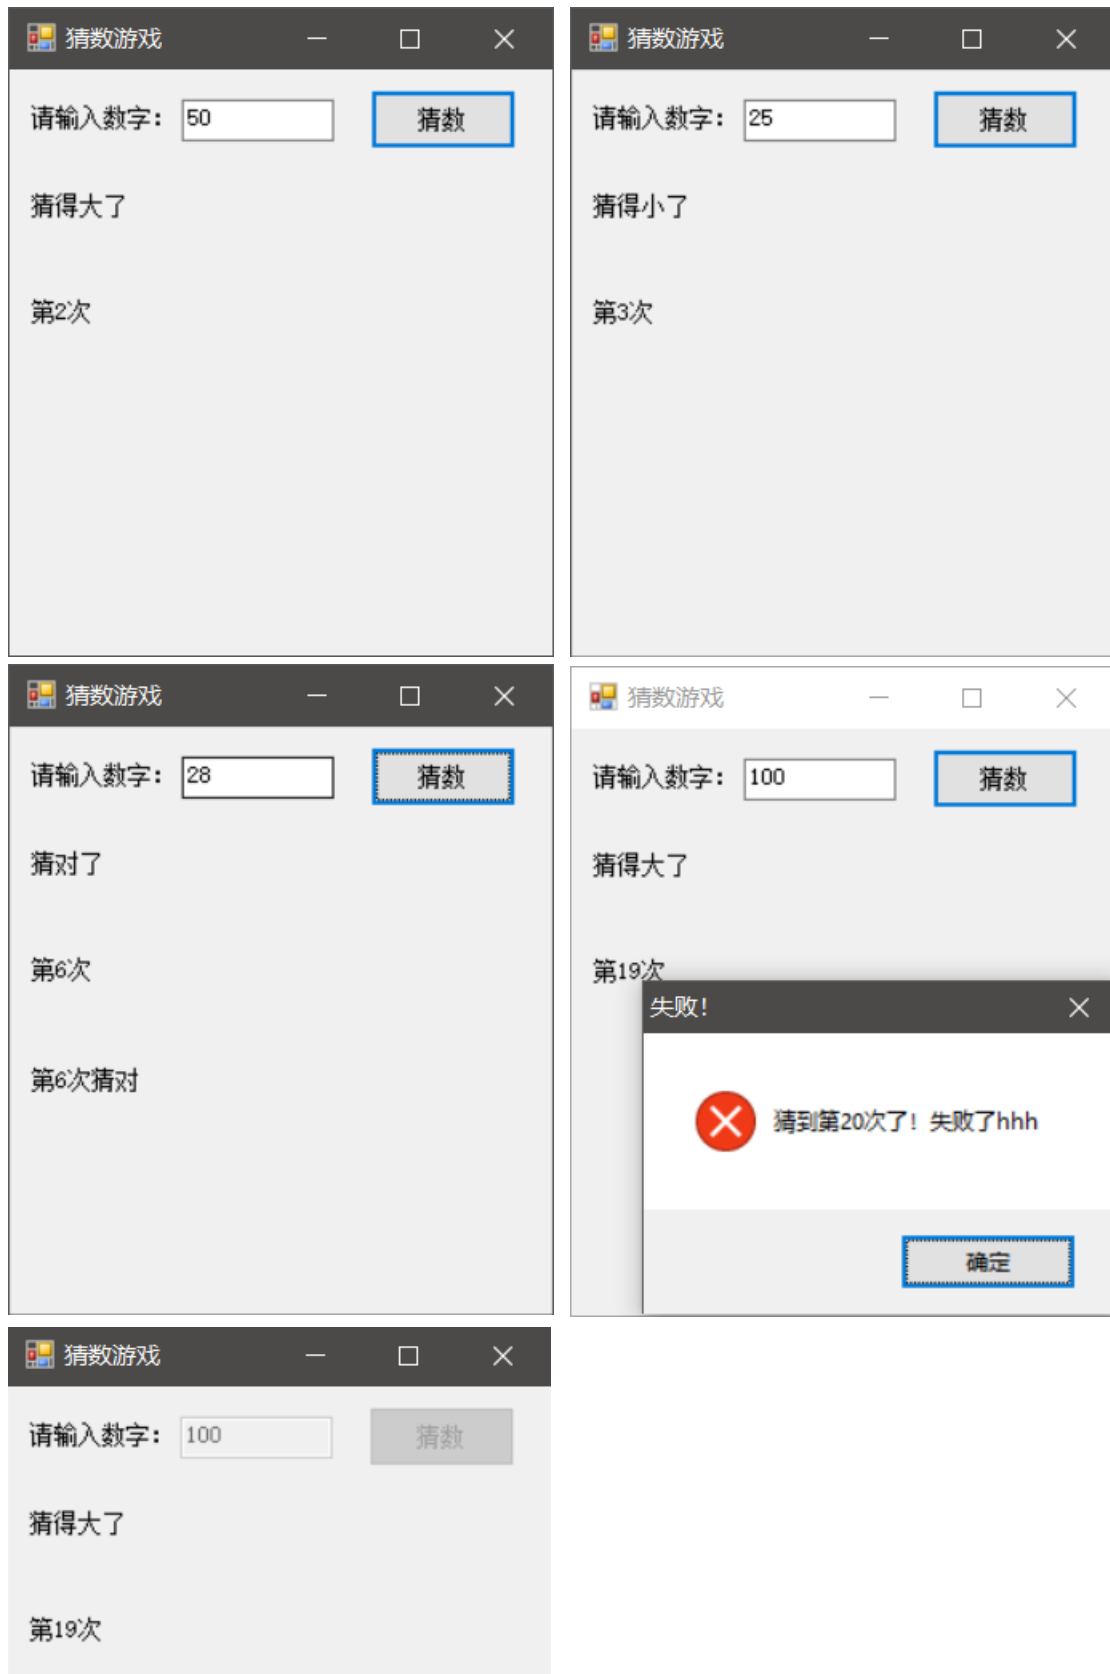 猜数游戏
请输入数字： 50 猜数
猜得大了
第2次
猜数游戏
请输入数字： 25 猜数
猜得小了
第3次
猜数游戏
请输入数字： 28 猜数
猜对了
第6次
第6次猜对
猜数游戏
请输入数字： 100 猜数
猜得大了
第19次
失败！
猜到第20次了！失败了hhh
确定
猜数游戏
请输入数字： 100 猜数
猜得大了
第19次